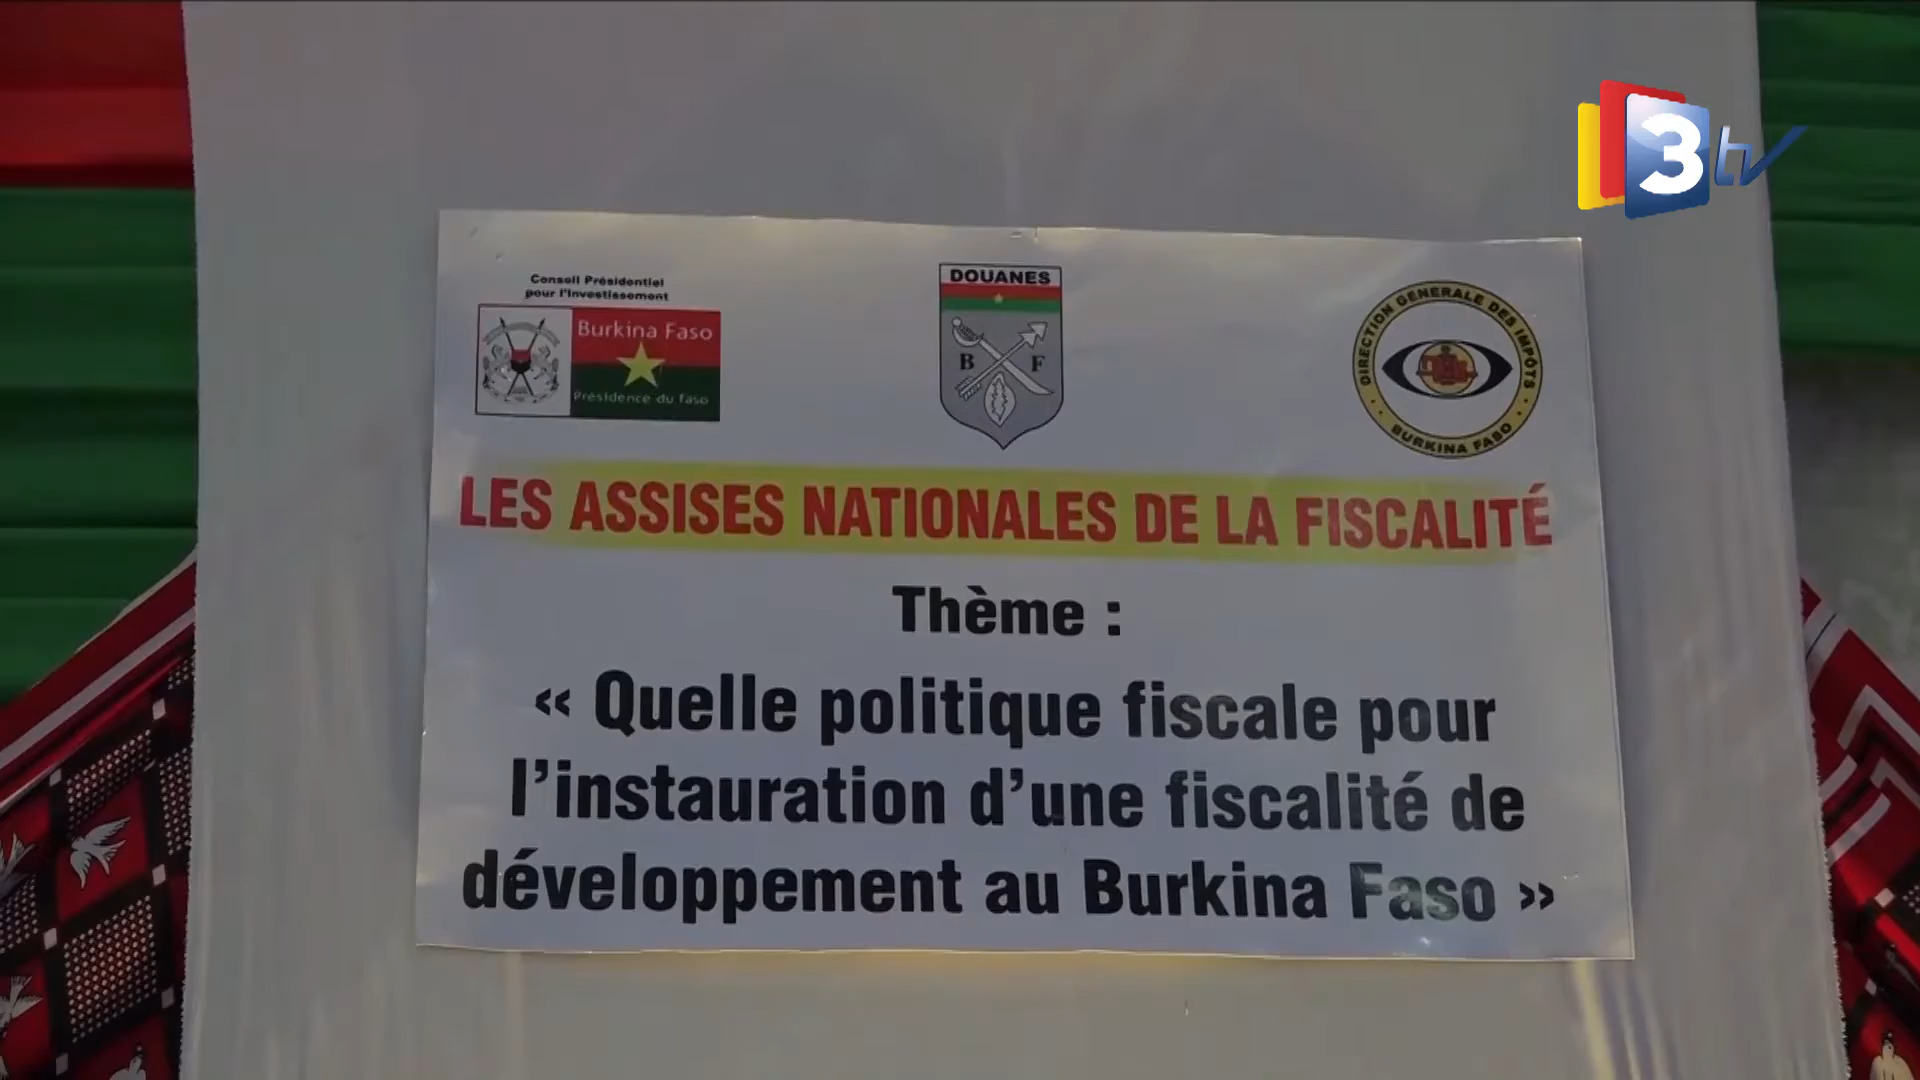 3tv
Conseil Présidentiel
pour l'Investissement
Burkina Faso
Présidence du faso
DOUANES
B F
DIRECTION GENERALE DES IMPÔTS
BURKINA FASO
LES ASSISES NATIONALES DE LA FISCALITÉ
Thème :
« Quelle politique fiscale pour
l'instauration d'une fiscalité de
développement au Burkina Faso »